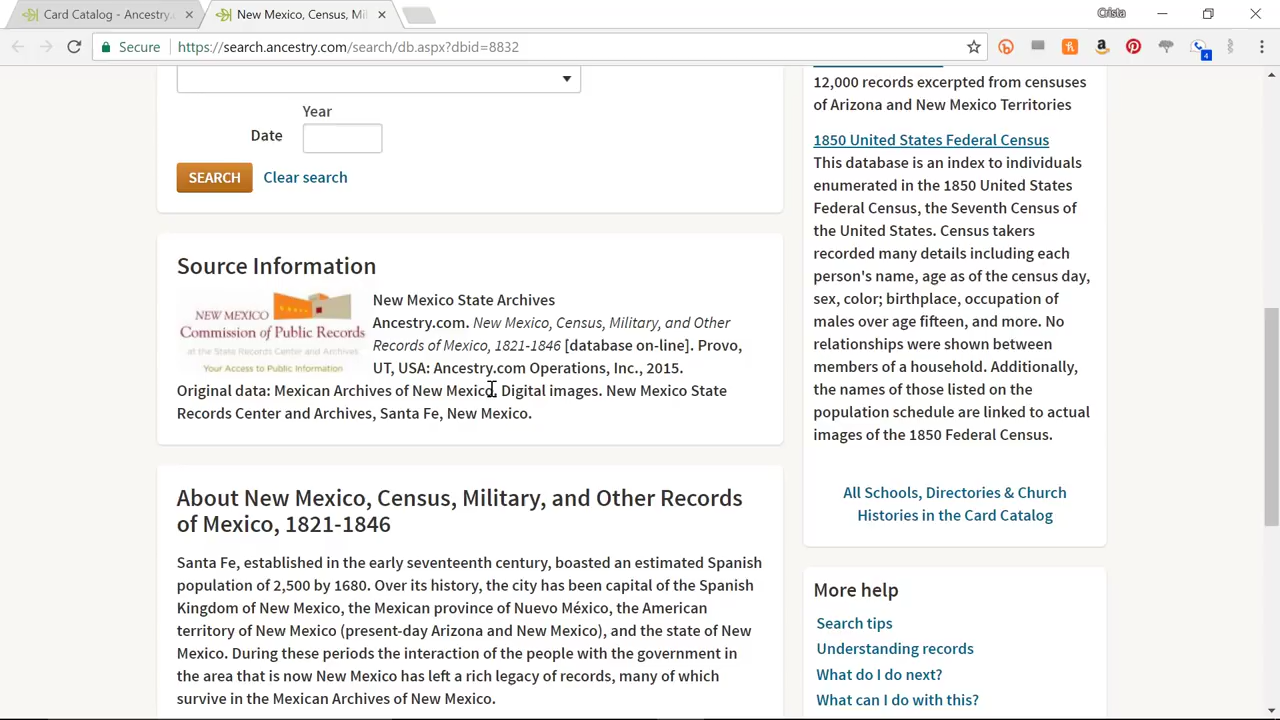 Card Catalog - Ancestry.
New Mexico, Census, Mil
Crista
Secure
https://search.ancestry.com/search/db.aspx?dbid=8832
4
Year
Date
SEARCH
Clear search
Source Information
NEW MEXICO
Commission of Public Records
at the State Records Center and Archives
Your Access to Public Information
New Mexico State Archives
Ancestry.com. New Mexico, Census, Military, and Other
Records of Mexico, 1821-1846 [database on-line]. Provo,
UT, USA: Ancestry.com Operations, Inc., 2015.
Original data: Mexican Archives of New Mexico. Digital images. New Mexico State
Records Center and Archives, Santa Fe, New Mexico.
About New Mexico, Census, Military, and Other Records
of Mexico, 1821-1846
Santa Fe, established in the early seventeenth century, boasted an estimated Spanish
population of 2,500 by 1680. Over its history, the city has been capital of the Spanish
Kingdom of New Mexico, the Mexican province of Nuevo México, the American
territory of New Mexico (present-day Arizona and New Mexico), and the state of New
Mexico. During these periods the interaction of the people with the government in
the area that is now New Mexico has left a rich legacy of records, many of which
survive in the Mexican Archives of New Mexico.
12,000 records excerpted from censuses
of Arizona and New Mexico Territories
1850 United States Federal Census
This database is an index to individuals
enumerated in the 1850 United States
Federal Census, the Seventh Census of
the United States. Census takers
recorded many details including each
person's name, age as of the census day,
sex, color; birthplace, occupation of
males over age fifteen, and more. No
relationships were shown between
members of a household. Additionally,
the names of those listed on the
population schedule are linked to actual
images of the 1850 Federal Census.
All Schools, Directories & Church
Histories in the Card Catalog
More help
Search tips
Understanding records
What do I do next?
What can I do with this?